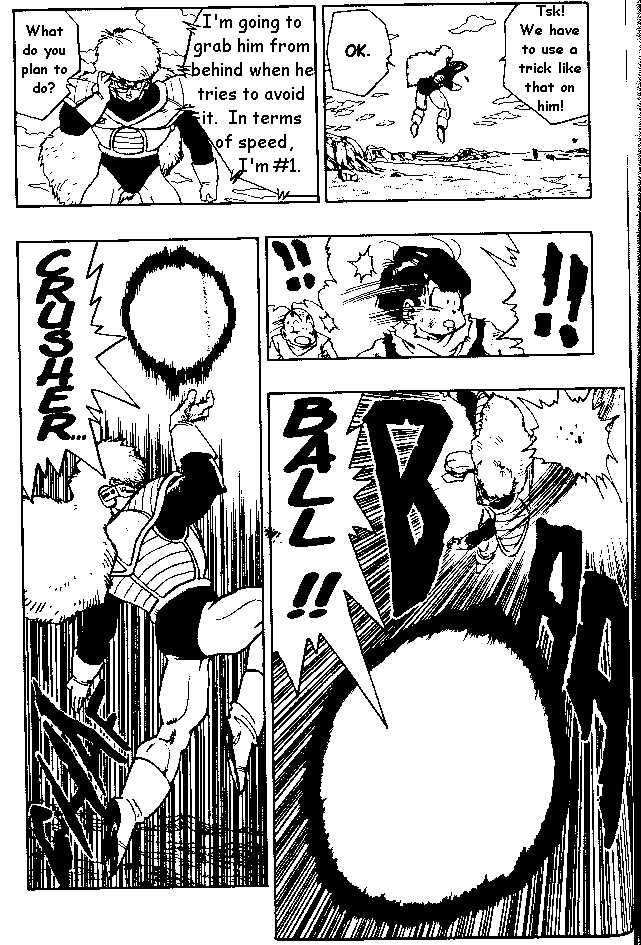 What
do you
plan to
do?
I'm going to
grab him from
behind when he
tries to avoid
it. In terms
of speed,
I'm #1.
OK.
Tsk!
We have
to use a
trick like
that on
him!
CRUSHER...
!!
!!
BALL!!
BAA